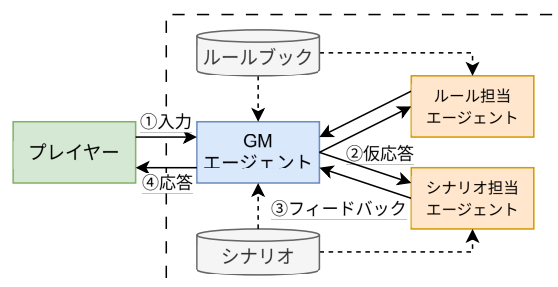 ルールブック
ルール担当
エージェント
①入力
プレイヤー
GM
エージェント
②仮応答
④応答
シナリオ担当
エージェント
③フィードバック
シナリオ